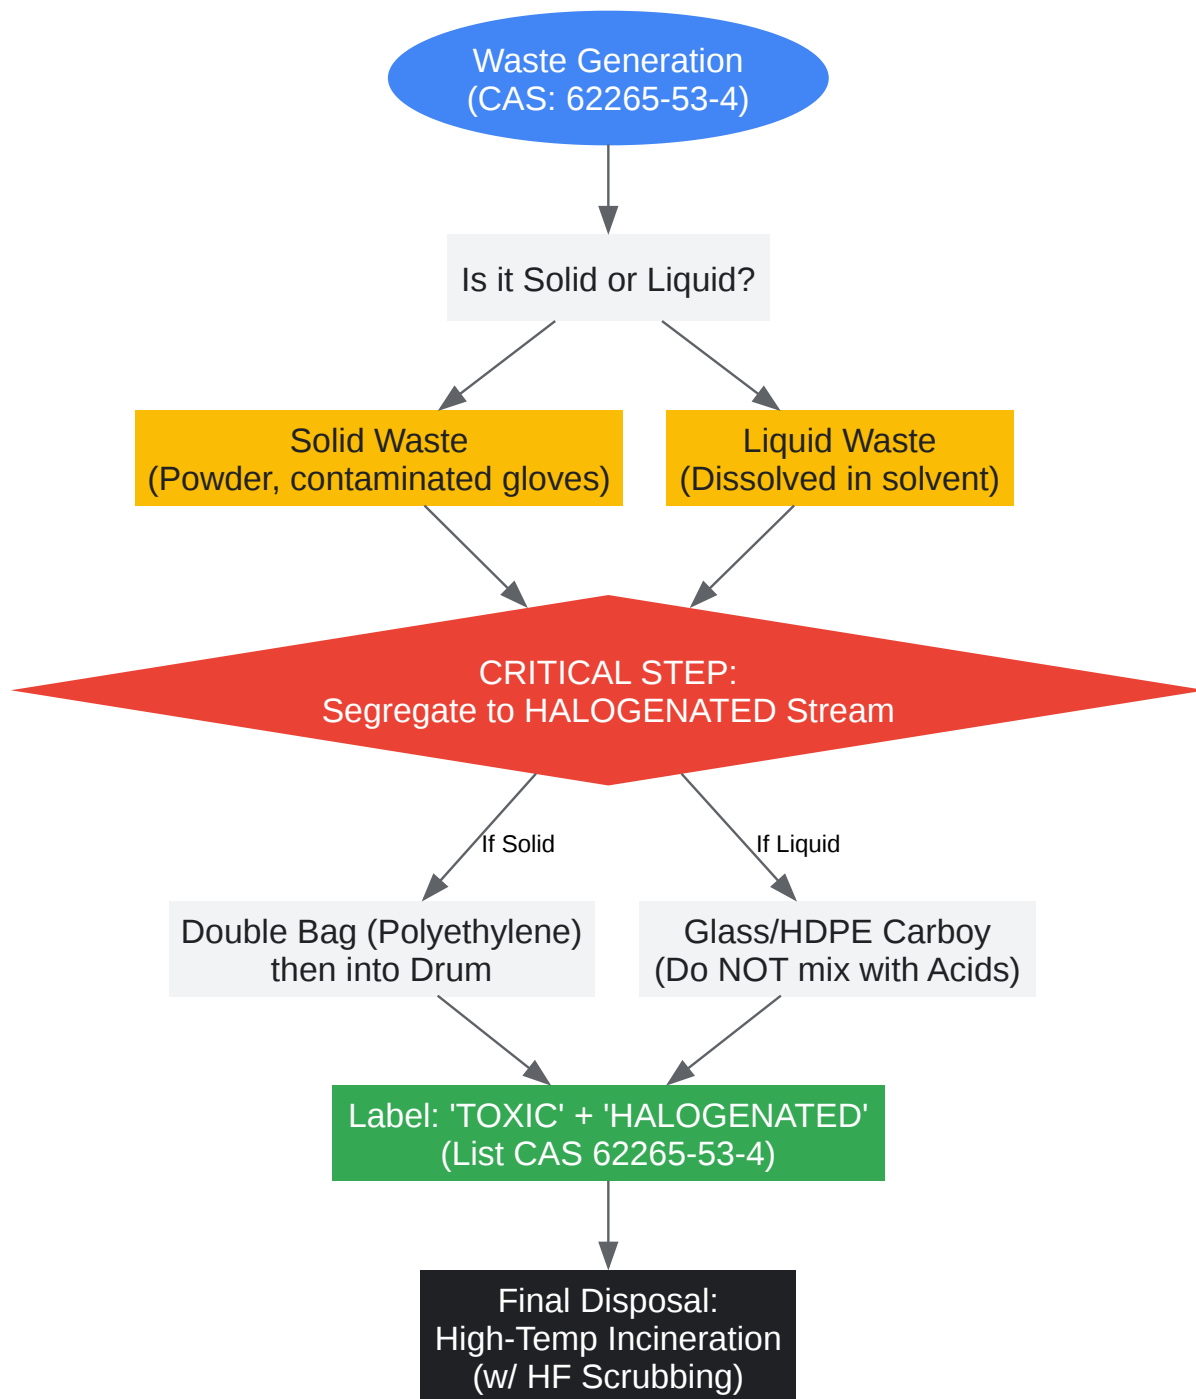 Waste Generation
(CAS: 62265-53-4)
Is it Solid or Liquid?
Solid Waste
(Powder, contaminated gloves)
Liquid Waste
(Dissolved in solvent)
CRITICAL STEP:
Segregate to HALOGENATED Stream
If Solid
If Liquid
Double Bag (Polyethylene)
then into Drum
Glass/HDPE Carboy
(Do NOT mix with Acids)
Label: 'TOXIC' + 'HALOGENATED'
(List CAS 62265-53-4)
Final Disposal:
High-Temp Incineration
(w/ HF Scrubbing)